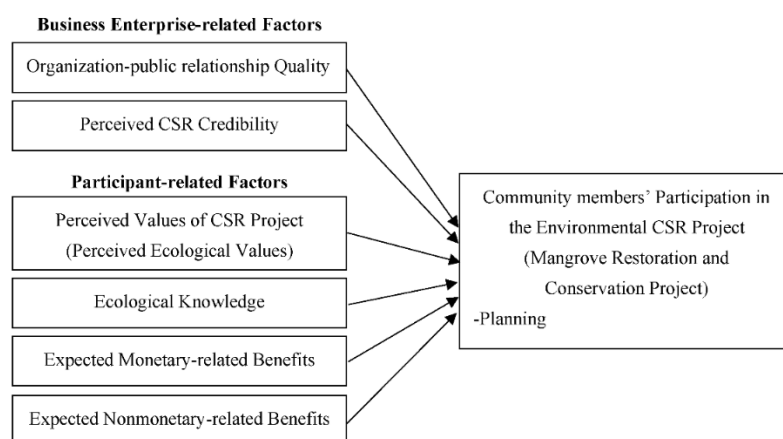 Business Enterprise-related Factors
Organization-public relationship Quality
Perceived CSR Credibility
Participant-related Factors
Perceived Values of CSR Project
(Perceived Ecological Values)
Ecological Knowledge
Expected Monetary-related Benefits
Expected Nonmonetary-related Benefits
Community members’ Participation in
the Environmental CSR Project
(Mangrove Restoration and
Conservation Project)
-Planning